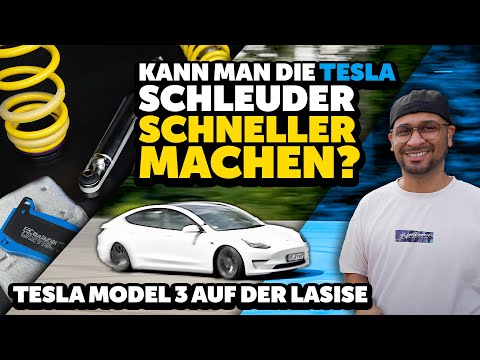 KANN MAN DIE TESLA
SCHLEUDER
SCHNELLER
MACHEN?
TESLA MODEL 3 AUF DER LASISE